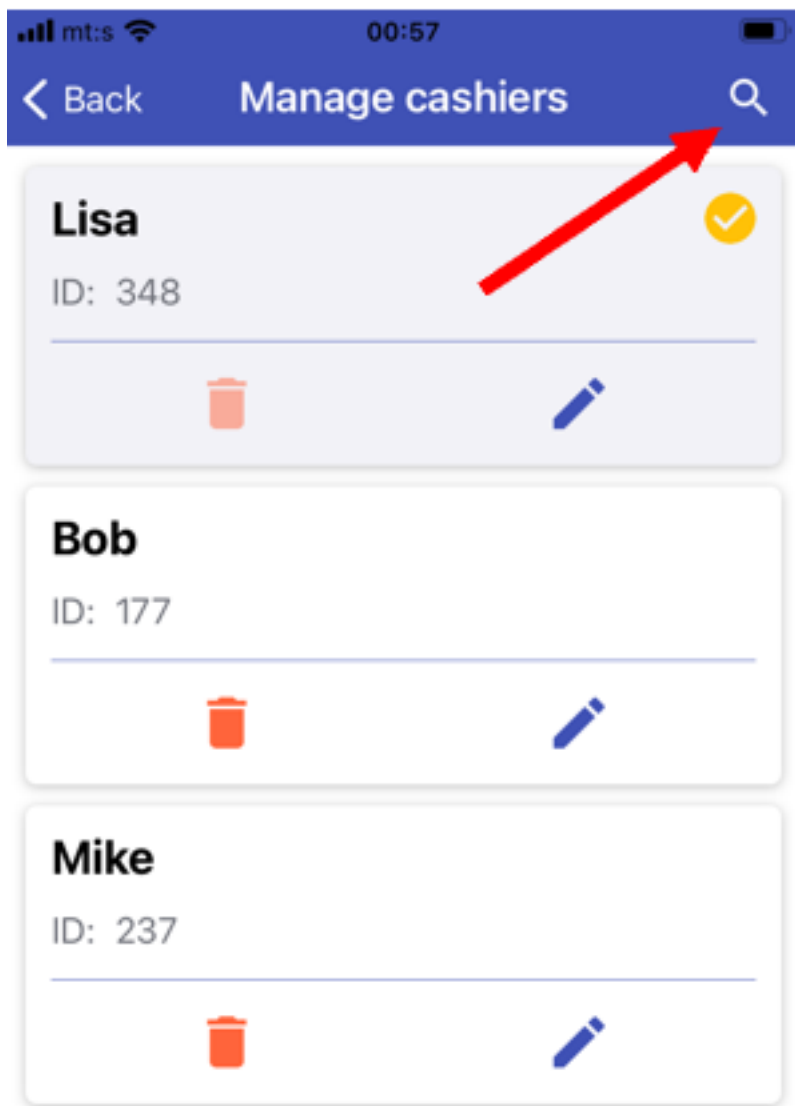 mt:s 00:57
Back Manage cashiers
Lisa
ID: 348
Bob
ID: 177
Mike
ID: 237